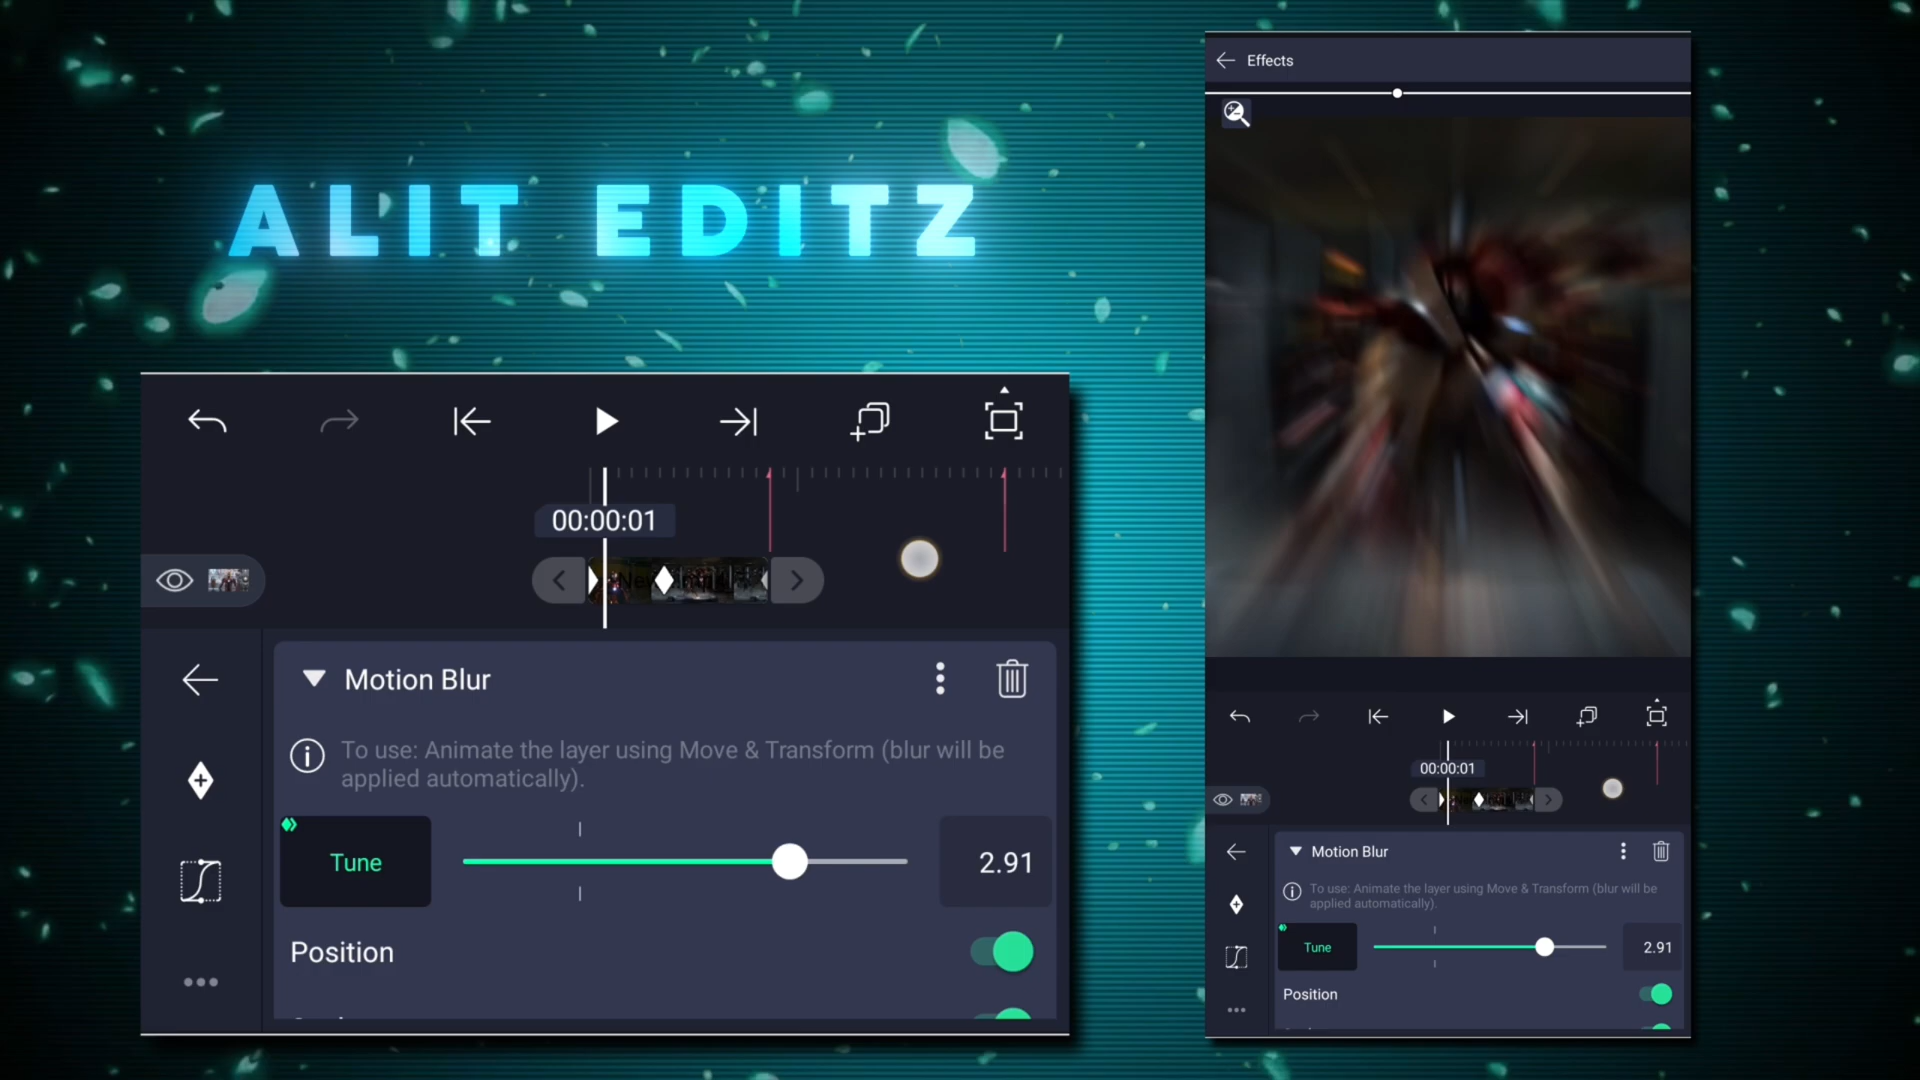 ALIT EDITZ
00:00:01
Motion Blur
To use: Animate the layer using Move & Transform (blur will be
applied automatically).
Tune
2.91
Position
Effects
00:00:01
Motion Blur
To use: Animate the layer using Move & Transform (blur will be
applied automatically).
Tune
2.91
Position